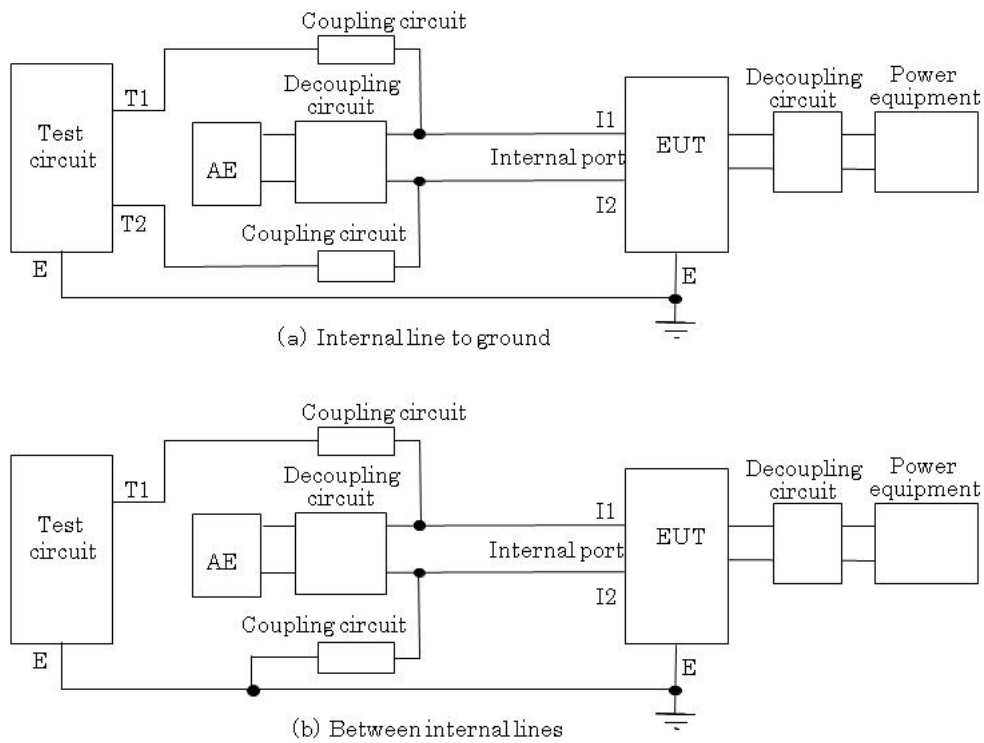 Coupling circuit
T1
Decoupling
circuit
Decoupling
circuit
Power
equipment
Test
circuit
AE
I1
Internal port
EUT
T2
I2
Coupling circuit
E
E
(a) Internal line to ground
Coupling circuit
T1
Decoupling
circuit
Decoupling
circuit
Power
equipment
Test
circuit
AE
I1
Internal port
EUT
I2
Coupling circuit
E
E
(b) Between internal lines